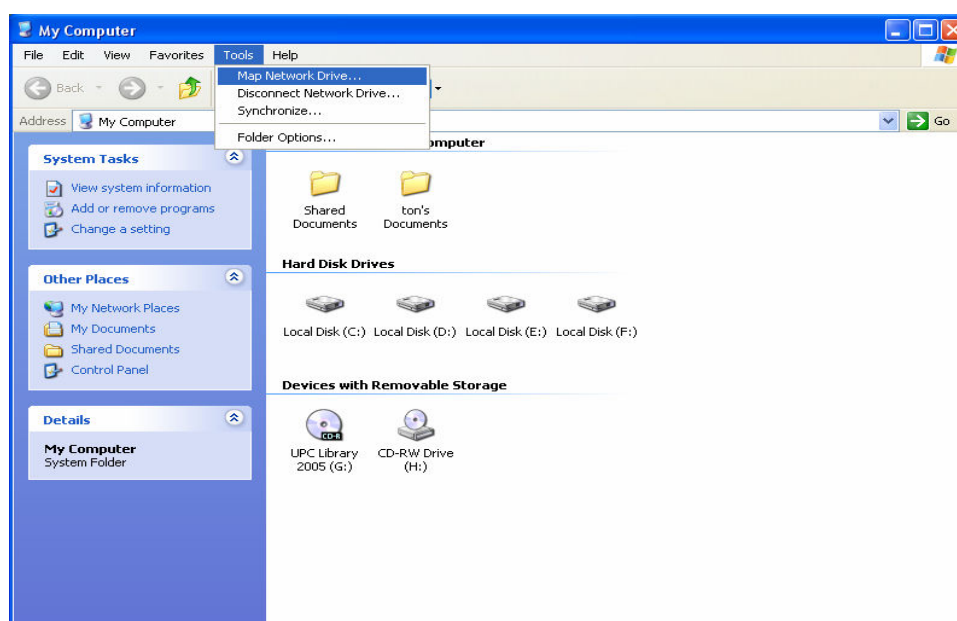 My Computer
File Edit View Favorites Tools Help
Map Network Drive...
Back
Disconnect Network Drive...
Synchronize...
Address My Computer
Go
Folder Options...
omputer
System Tasks
View system information
Add or remove programs
Change a setting
Shared Documents
ton's Documents
Other Places
My Network Places
My Documents
Shared Documents
Control Panel
Hard Disk Drives
Local Disk (C:) Local Disk (D:) Local Disk (E:) Local Disk (F:)
Devices with Removable Storage
Details
My Computer
System Folder
CD-R
UPC Library 2005 (G:)
CD-RW Drive (H:)